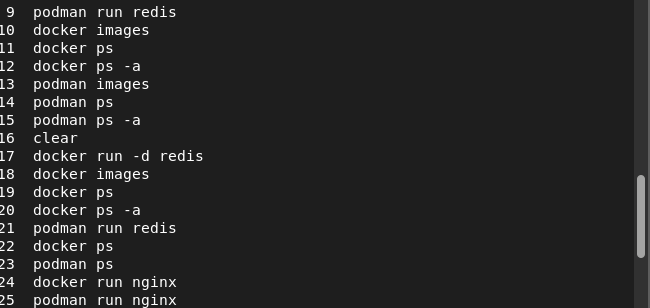 9 podman run redis
10 docker images
11 docker ps
12 docker ps -a
13 podman images
14 podman ps
15 podman ps -a
16 clear
17 docker run -d redis
18 docker images
19 docker ps
20 docker ps -a
21 podman run redis
22 docker ps
23 podman ps
24 docker run nginx
25 podman run nginx